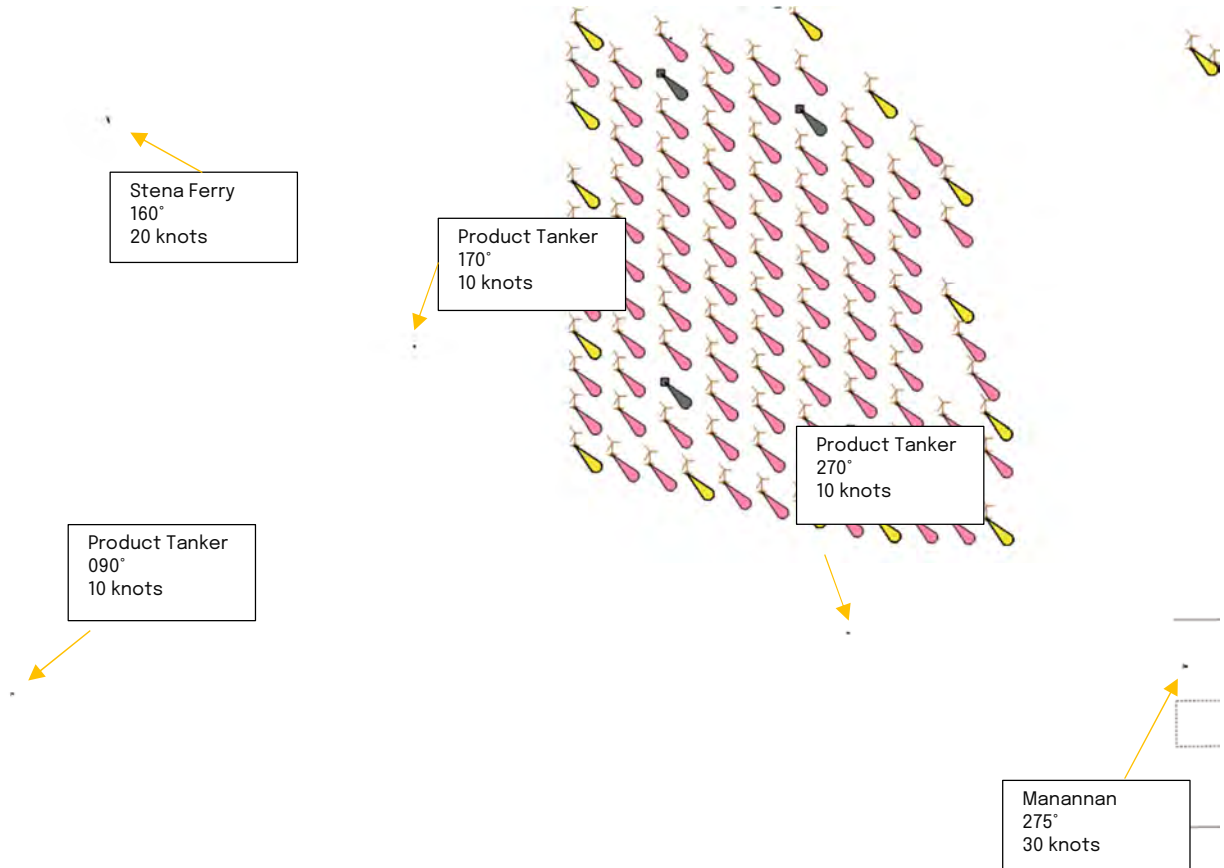 Stena Ferry
160°
20 knots
Product Tanker
170°
10 knots
Product Tanker
270°
10 knots
Product Tanker
090°
10 knots
Manannan
275°
30 knots